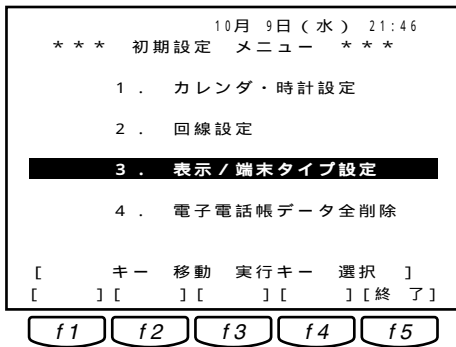 10月 9日(水) 21:46
*** 初期設定 メニュー ***
1. カレンダ・時計設定
2. 回線設定
3. 表示/端末タイプ設定
4. 電子電話帳データ全削除
[ キー 移動 実行キー 選択 ]
[ ][ ][ ][ ][終 了]
f1 f2 f3 f4 f5